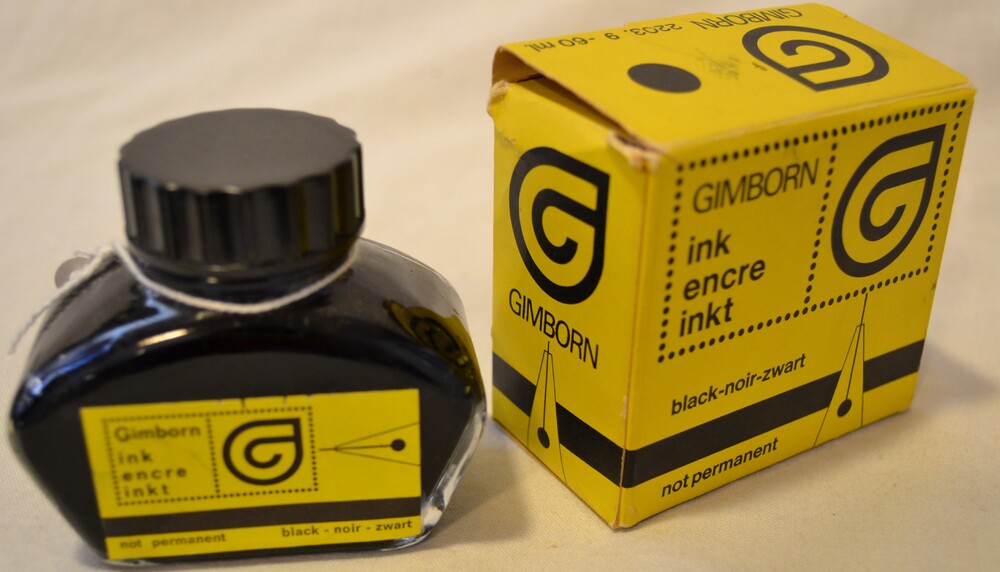 Gimborn
ink
encre
inkt
black - noir - zwart
not permanent
GIMBORN 2203. 9 - 60 ml.
GIMBORN
GIMBORN
GIMBORN
ink
encre
inkt
black-noir-zwart
not permanent